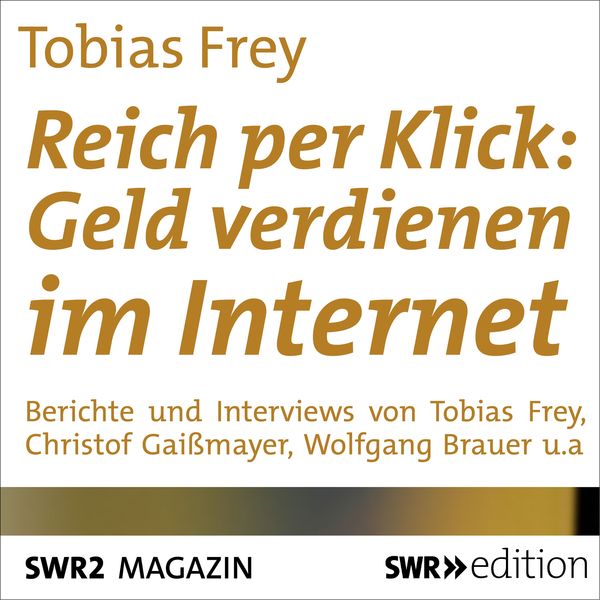 Tobias Frey
Reich per Klick:
Geld verdienen
im Internet
Berichte und Interviews von Tobias Frey,
Christof Gaißmayer, Wolfgang Brauer u.a
SWR2 MAGAZIN
SWR»edition